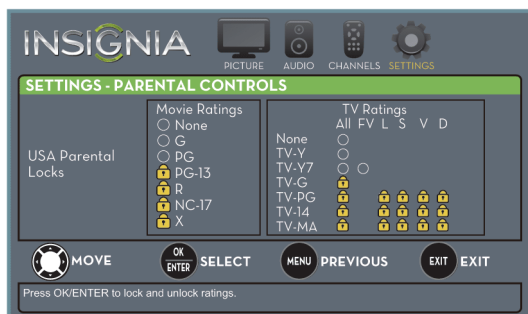 INSIGNIA
PICTURE AUDIO CHANNELS SETTINGS
SETTINGS - PARENTAL CONTROLS
USA Parental
Locks
Movie Ratings
None
G
PG
PG-13
R
NC-17
X
TV Ratings
All FV L S V D
None
TV-Y
TV-Y7
TV-G
TV-PG
TV-14
TV-MA
MOVE
OK
ENTER
SELECT
MENU PREVIOUS
EXIT EXIT
Press OK/ENTER to lock and unlock ratings.